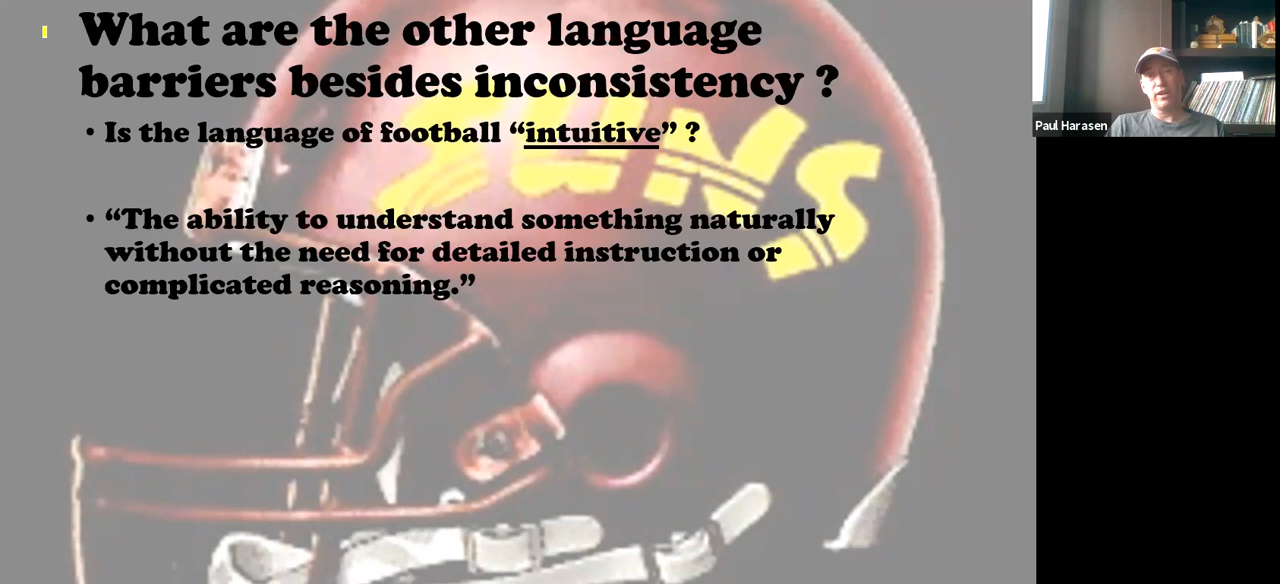 What are the other language
barriers besides inconsistency ?
• Is the language of football “intuitive” ?
• “The ability to understand something naturally
without the need for detailed instruction or
complicated reasoning.”
SUNS
Paul Harasen